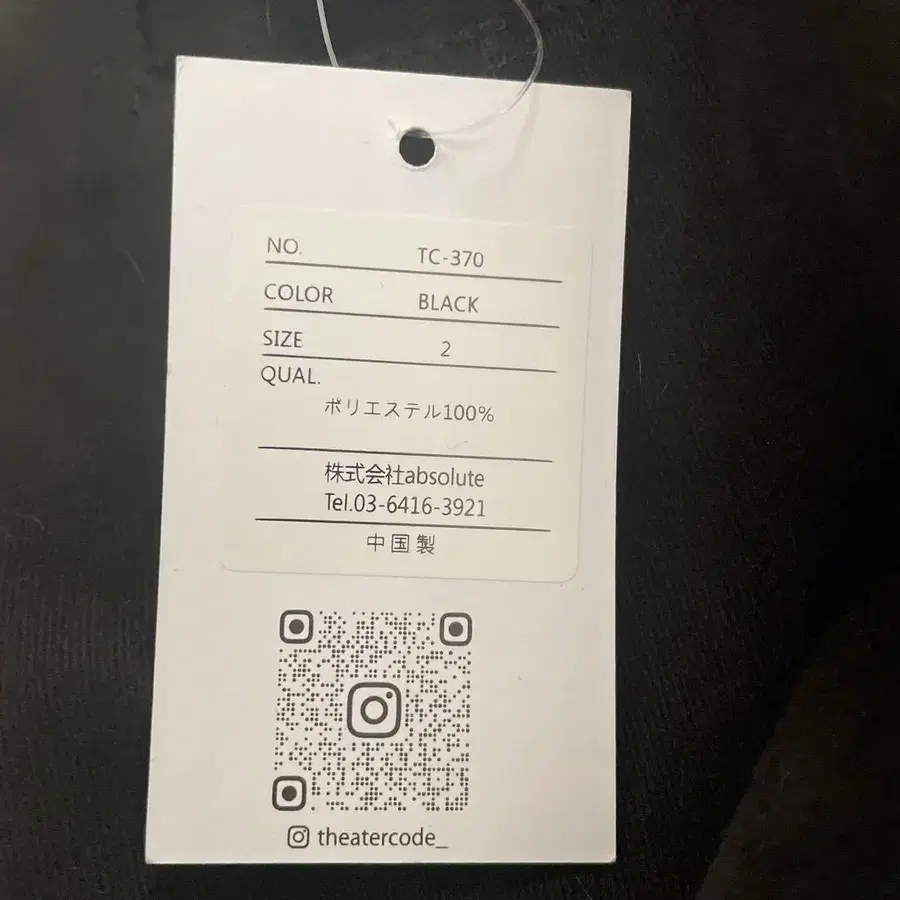 NO. TC-370
COLOR BLACK
SIZE 2
QUAL.
ポリエステル100%
株式会社absolute
Tel.03-6416-3921
中国製
theatercode_